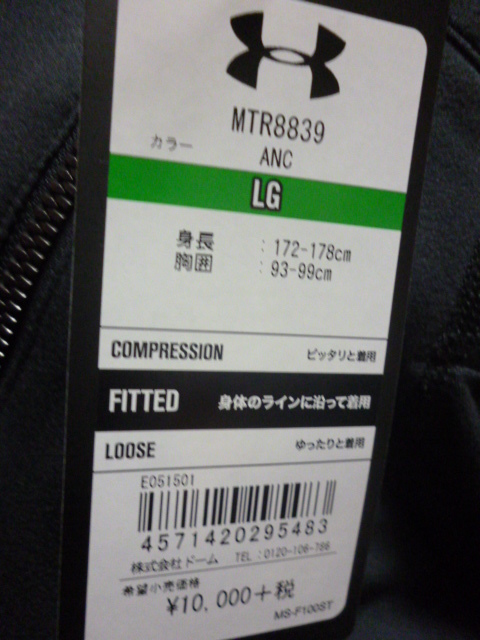 MTR8839
カラー
ANC
LG
身長 : 172-178cm
胸囲 : 93-99cm
COMPRESSION ピッタリと着用
FITTED 身体のラインに沿って着用
LOOSE ゆったりと着用
E051501
4571420295483
株式会社ドーム TEL:0120-106-786
希望小売価格
¥10,000+税
MS-F100ST